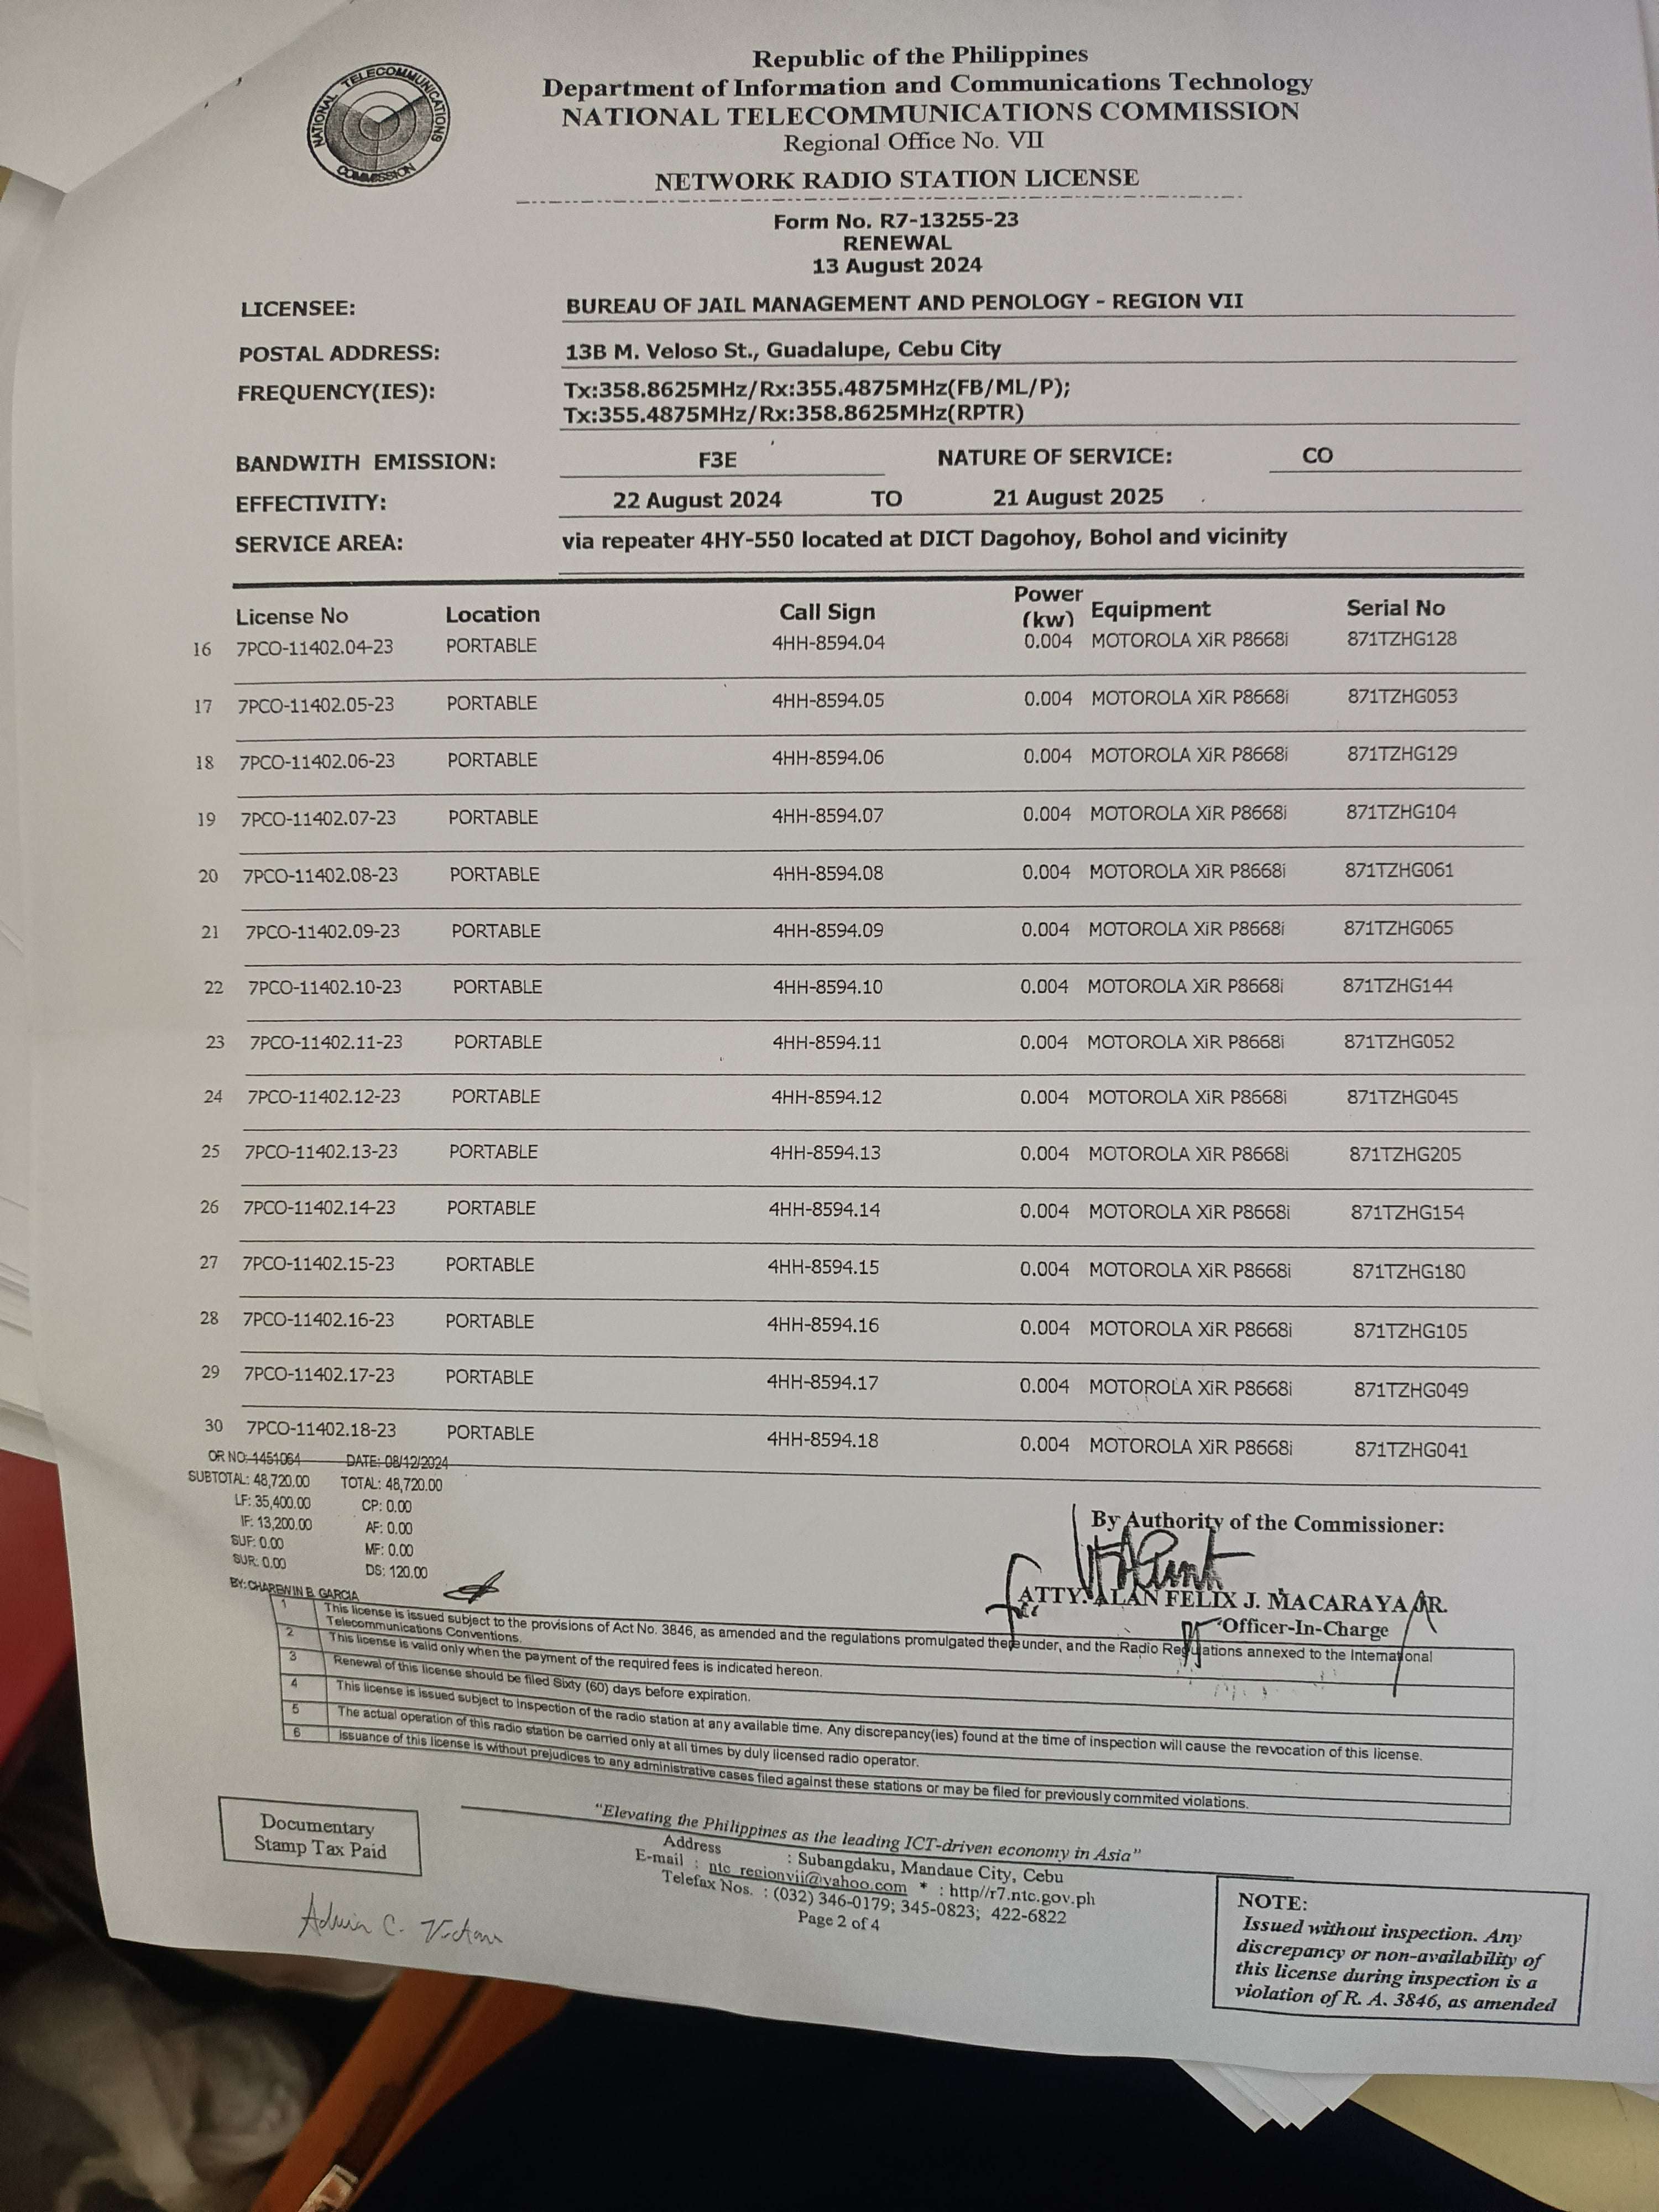 NATIONAL TELECOMMUNICATIONS COMMISSION
Republic of the Philippines
Department of Information and Communications Technology
NATIONAL TELECOMMUNICATIONS COMMISSION
Regional Office No. VII
NETWORK RADIO STATION LICENSE
Form No. R7-13255-23
RENEWAL
13 August 2024
LICENSEE: BUREAU OF JAIL MANAGEMENT AND PENOLOGY - REGION VII
POSTAL ADDRESS: 13B M. Veloso St., Guadalupe, Cebu City
FREQUENCY(IES): Tx:358.8625MHz/Rx:355.4875MHz(FB/ML/P);
Tx:355.4875MHz/Rx:358.8625MHz(RPTR)
BANDWITH EMISSION: F3E NATURE OF SERVICE: CO
EFFECTIVITY: 22 August 2024 TO 21 August 2025
SERVICE AREA: via repeater 4HY-550 located at DICT Dagohoy, Bohol and vicinity
License No Location Call Sign Power (kw) Equipment Serial No
16 7PCO-11402.04-23 PORTABLE 4HH-8594.04 0.004 MOTOROLA XiR P8668i 871TZHG128
17 7PCO-11402.05-23 PORTABLE 4HH-8594.05 0.004 MOTOROLA XiR P8668i 871TZHG053
18 7PCO-11402.06-23 PORTABLE 4HH-8594.06 0.004 MOTOROLA XiR P8668i 871TZHG129
19 7PCO-11402.07-23 PORTABLE 4HH-8594.07 0.004 MOTOROLA XiR P8668i 871TZHG104
20 7PCO-11402.08-23 PORTABLE 4HH-8594.08 0.004 MOTOROLA XiR P8668i 871TZHG061
21 7PCO-11402.09-23 PORTABLE 4HH-8594.09 0.004 MOTOROLA XiR P8668i 871TZHG065
22 7PCO-11402.10-23 PORTABLE 4HH-8594.10 0.004 MOTOROLA XiR P8668i 871TZHG144
23 7PCO-11402.11-23 PORTABLE 4HH-8594.11 0.004 MOTOROLA XiR P8668i 871TZHG052
24 7PCO-11402.12-23 PORTABLE 4HH-8594.12 0.004 MOTOROLA XiR P8668i 871TZHG045
25 7PCO-11402.13-23 PORTABLE 4HH-8594.13 0.004 MOTOROLA XiR P8668i 871TZHG205
26 7PCO-11402.14-23 PORTABLE 4HH-8594.14 0.004 MOTOROLA XiR P8668i 871TZHG154
27 7PCO-11402.15-23 PORTABLE 4HH-8594.15 0.004 MOTOROLA XiR P8668i 871TZHG180
28 7PCO-11402.16-23 PORTABLE 4HH-8594.16 0.004 MOTOROLA XiR P8668i 871TZHG105
29 7PCO-11402.17-23 PORTABLE 4HH-8594.17 0.004 MOTOROLA XiR P8668i 871TZHG049
30 7PCO-11402.18-23 PORTABLE 4HH-8594.18 0.004 MOTOROLA XiR P8668i 871TZHG041
OR NO: 1451064 DATE: 08/12/2024
SUBTOTAL: 48,720.00 TOTAL: 48,720.00
LF: 35,400.00 CP: 0.00
IF: 13,200.00 AF: 0.00
SUF: 0.00 MF: 0.00
SUR: 0.00 DS: 120.00
BY: CHAREWIN B. GARCIA
By Authority of the Commissioner:
ATTY. ALAN FELIX J. MACARAYA JR.
Officer-In-Charge
1 This license is issued subject to the provisions of Act No. 3846, as amended and the regulations promulgated thereunder, and the Radio Regulations annexed to the International
Telecommunications Conventions.
2 This license is valid only when the payment of the required fees is indicated hereon.
3 Renewal of this license should be filed Sixty (60) days before expiration.
4 This license is issued subject to Inspection of the radio station at any available time. Any discrepancy(ies) found at the time of inspection will cause the revocation of this license.
5 The actual operation of this radio station be carried only at all times by duly licensed radio operator.
6 Issuance of this license is without prejudices to any administrative cases filed against these stations or may be filed for previously commited violations.
Documentary
Stamp Tax Paid
"Elevating the Philippines as the leading ICT-driven economy in Asia"
Address : Subangdaku, Mandaue City, Cebu
E-mail : ntc_regionvii@yahoo.com * : http//r7.ntc.gov.ph
Telefax Nos. : (032) 346-0179; 345-0823; 422-6822
Page 2 of 4
NOTE:
Issued without inspection. Any
discrepancy or non-availability of
this license during inspection is a
violation of R. A. 3846, as amended